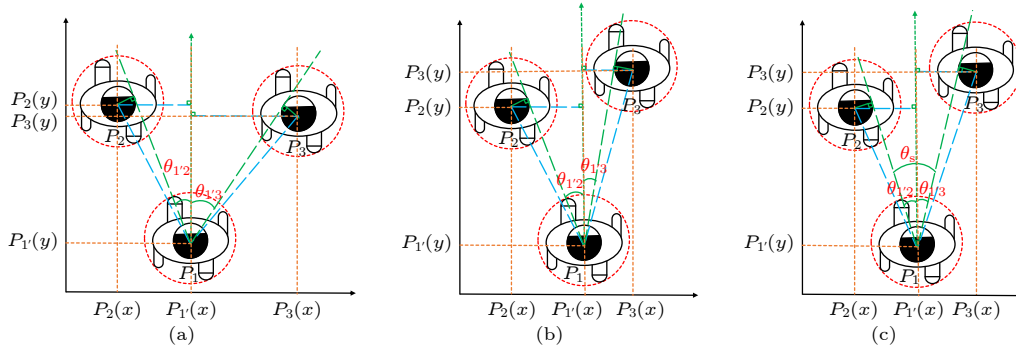 P₂(y)
P₃(y)
P₁′(y)
P₂
P₃
θ₁′₂
θ₁′₃
P₁
P₂(x) P₁′(x) P₃(x)
(a)
P₃(y)
P₂(y)
P₁′(y)
P₃
P₂
θ₁′₃
θ₁′₂
P₁
P₂(x) P₁′(x) P₃(x)
(b)
P₃(y)
P₂(y)
P₁′(y)
P₃
P₂
θₛ
θ₁′₂ θ₁′₃
P₁
P₂(x) P₁′(x) P₃(x)
(c)